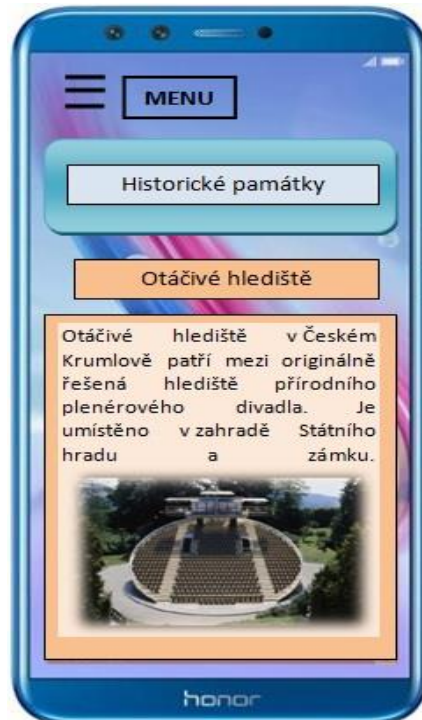 MENU
Historické památky
Otáčivé hlediště
Otáčivé hlediště v Českém
Krumlově patří mezi originálně
řešená hlediště přírodního
plenérového divadla. Je
umístěno v zahradě Státního
hradu a zámku.
honor